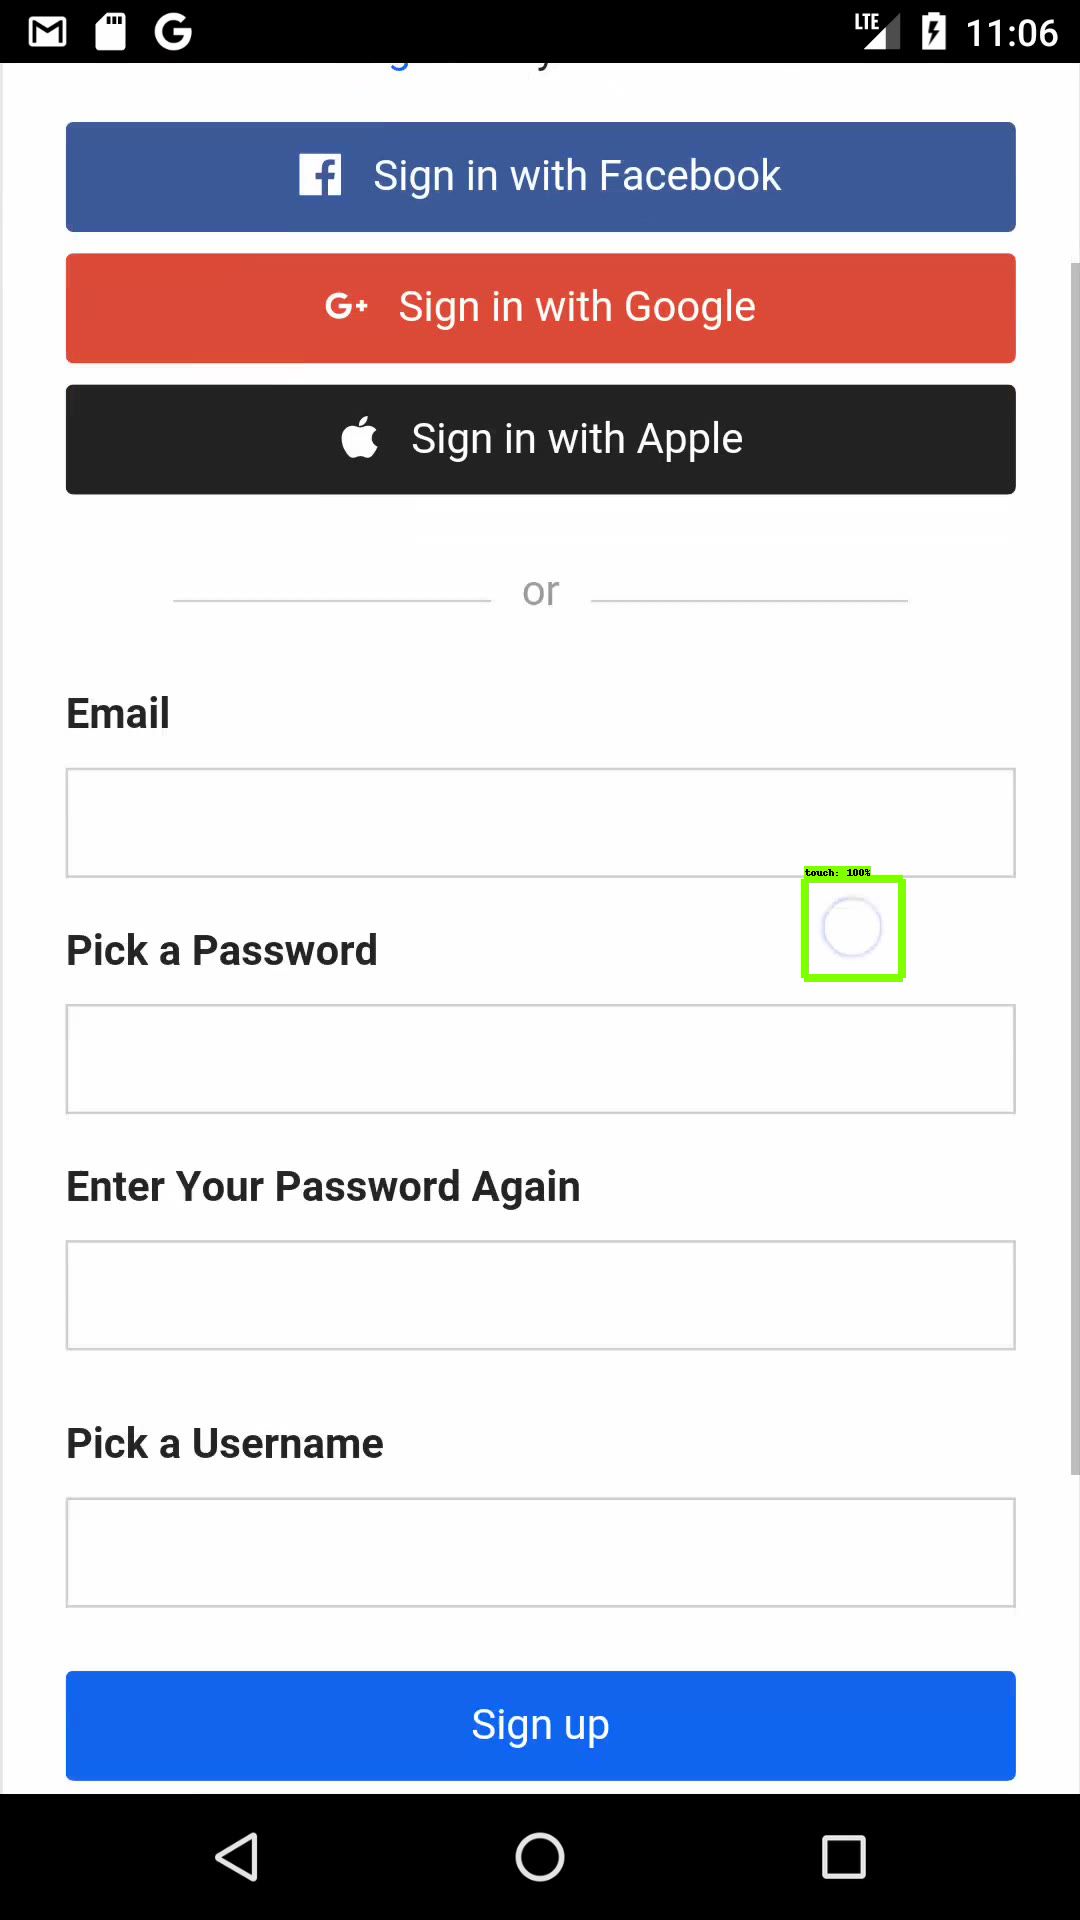 LTE 11:06
Sign in with Facebook
G+ Sign in with Google
Sign in with Apple
or
Email
touch: 100%
Pick a Password
Enter Your Password Again
Pick a Username
Sign up